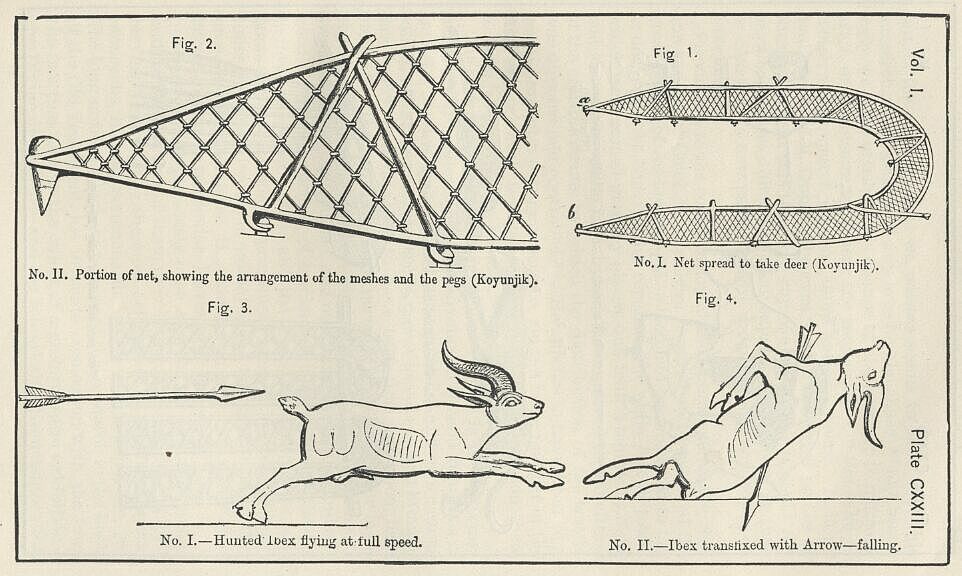 Fig. 2.
Fig 1.
Vol. I.
a
b
No. II. Portion of net, showing the arrangement of the meshes and the pegs (Koyunjik).
No. I. Net spread to take deer (Koyunjik).
Fig. 3.
Fig. 4.
Plate CXXIII.
No. I.—Hunted Ibex flying at full speed.
No. II.—Ibex transfixed with Arrow—falling.